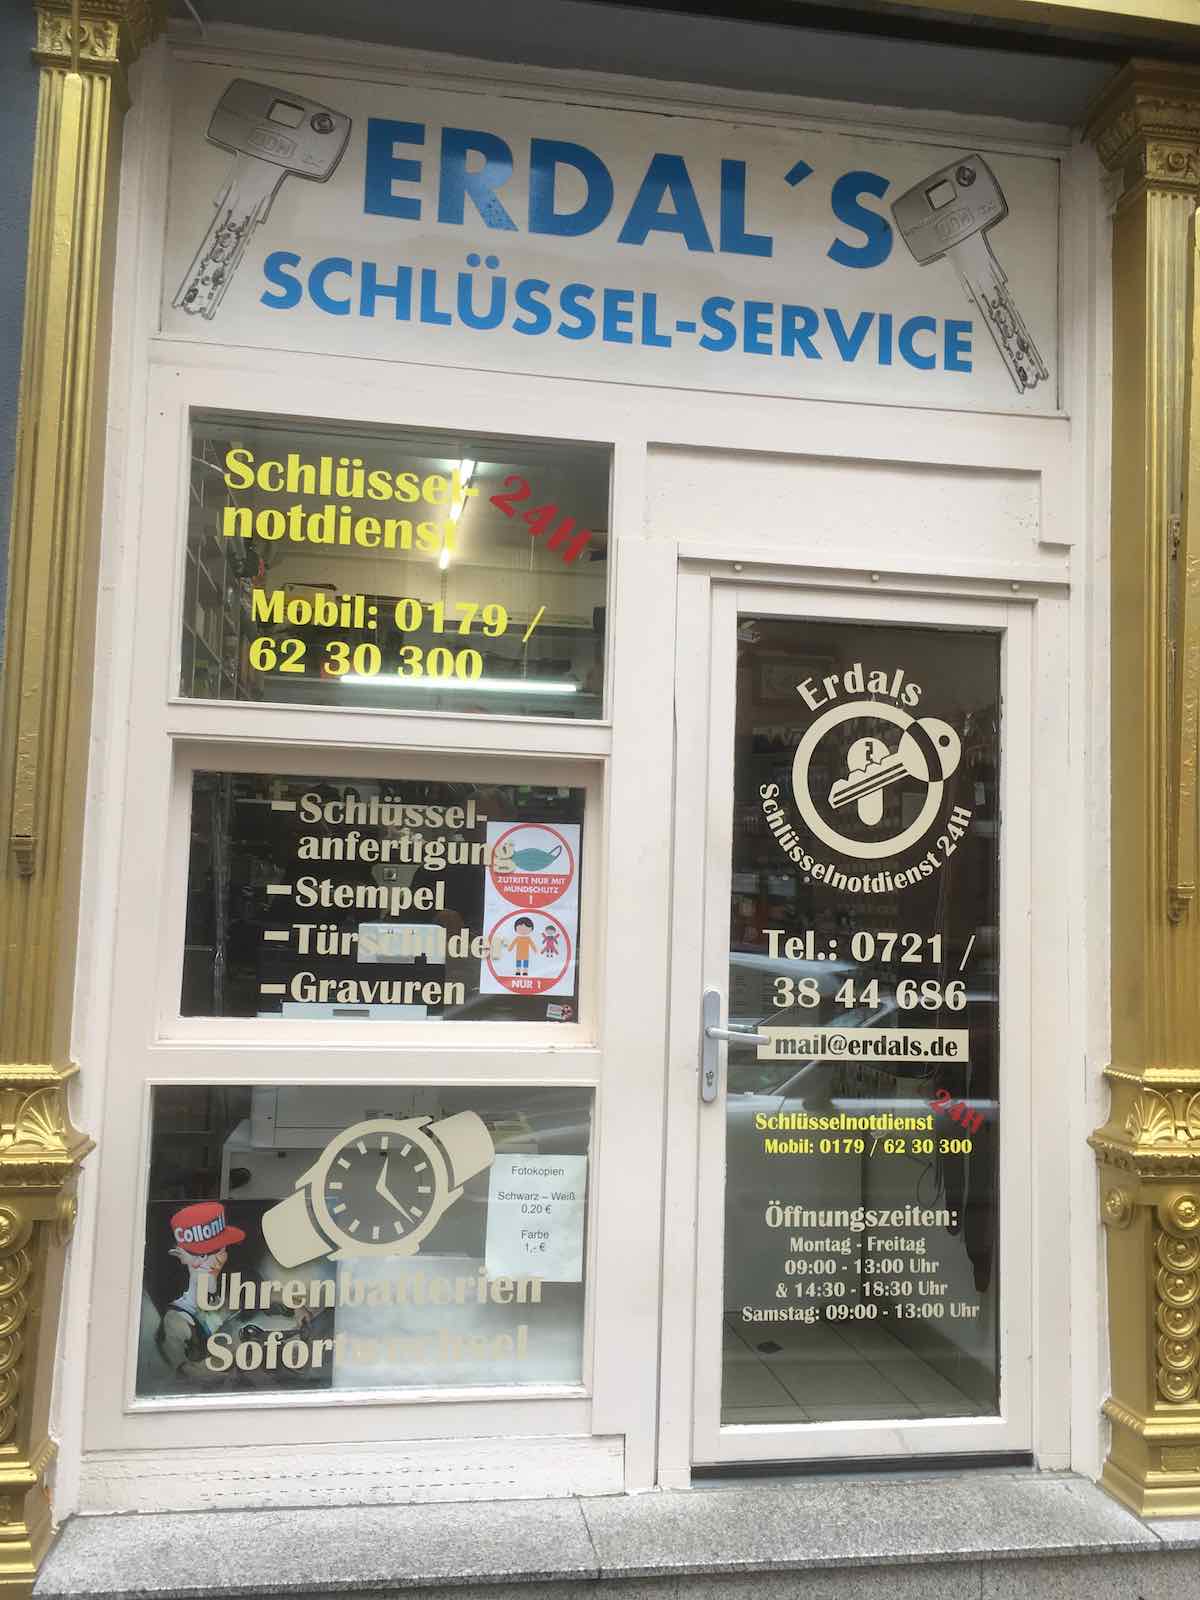 ERDAL´S
SCHLÜSSEL-SERVICE
Schlüssel-
notdienst
24H
Mobil: 0179 /
62 30 300
- Schlüssel-
anfertigung
- Stempel
- Türschilder
- Gravuren
ZUTRITT NUR MIT
MUNDSCHUTZ
!
NUR 1
Fotokopien
Schwarz – Weiß
0.20 €
Farbe
1,- €
Collonil
Uhrenbatterien
Sofortwechsel
Erdals
Schlüsselnotdienst 24H
Tel.: 0721 /
38 44 686
mail@erdals.de
24H
Schlüsselnotdienst
Mobil: 0179 / 62 30 300
Öffnungszeiten:
Montag - Freitag
09:00 - 13:00 Uhr
& 14:30 - 18:30 Uhr
Samstag: 09:00 - 13:00 Uhr